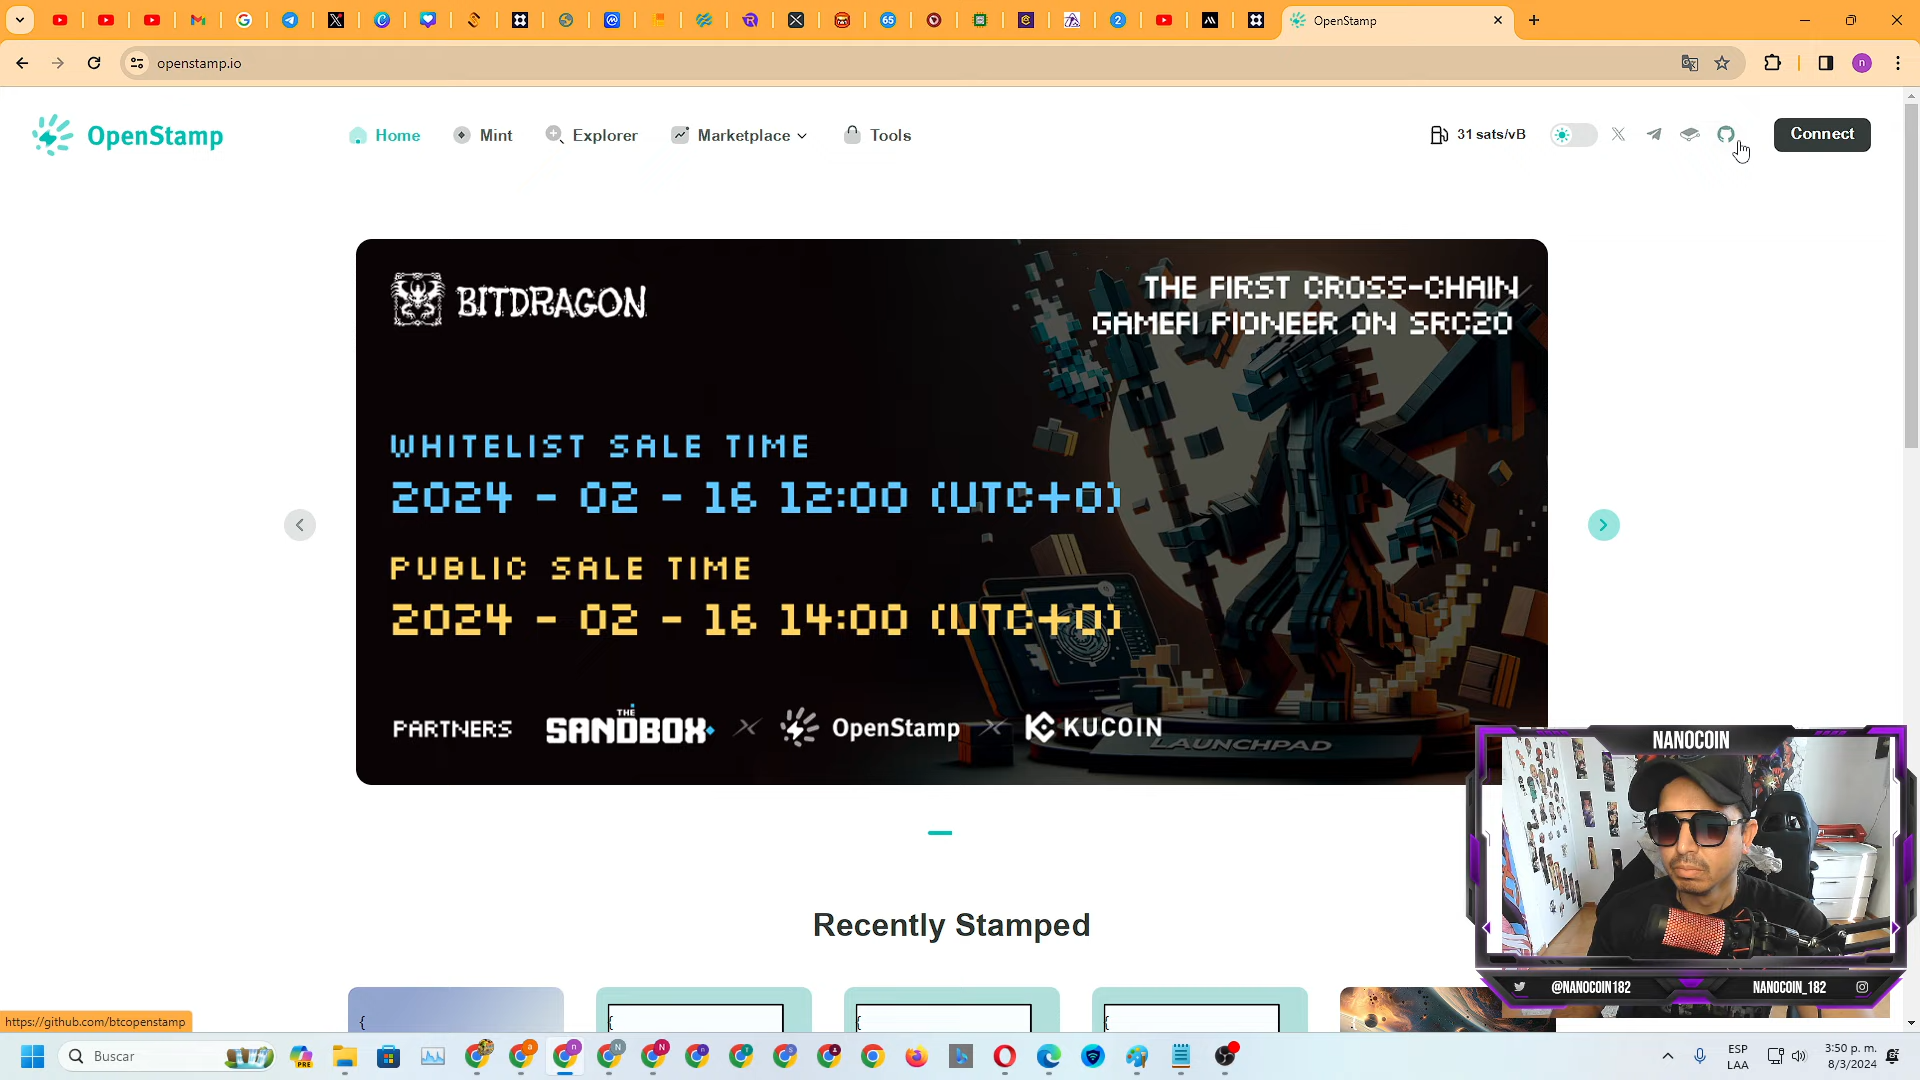 OpenStamp
openstamp.io
OpenStamp
Home
Mint
Explorer
Marketplace
Tools
31 sats/vB
Connect
BITDRAGON
THE FIRST CROSS-CHAIN
GAMEFI PIONEER ON SRC20
WHITELIST SALE TIME
2024 - 02 - 16 12:00 (UTC+0)
PUBLIC SALE TIME
2024 - 02 - 16 14:00 (UTC+0)
PARTNERS
THE SANDBOX
OpenStamp
KUCOIN
LAUNCHPAD
NANOCOIN
Recently Stamped
@NANOCOIN182
NANOCOIN_182
{
{
{
{
https://github.com/btcopenstamp
Buscar
ESP
LAA
3:50 p. m.
8/3/2024